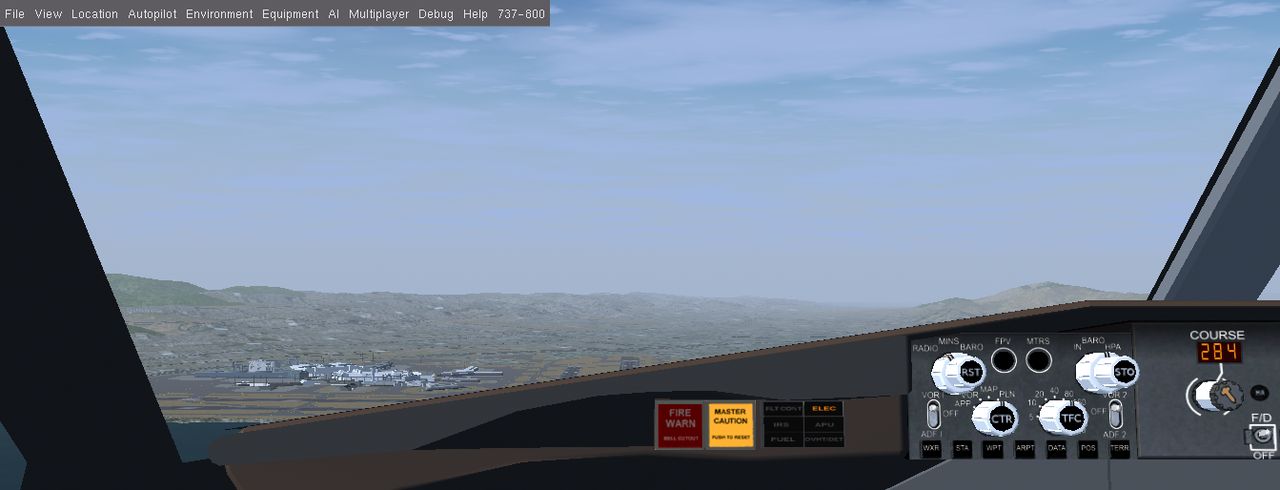 File View Location Autopilot Environment Equipment AI Multiplayer Debug Help 737-800
FIRE
WARN
BELL CUTOUT
MASTER
CAUTION
PUSH TO RESET
FLT CONT ELEC
IRS APU
FUEL OVHT/DET
MINS
RADIO BARO
RST
FPV MTRS
BARO
IN HPA
STO
VOR 1
OFF
ADF 1
VOR MAP
APP PLN
CTR
5 10 20 40 80
TFC
VOR 2
OFF
ADF 2
WXR STA WPT ARPT DATA POS TERR
COURSE
284
F/D
OFF